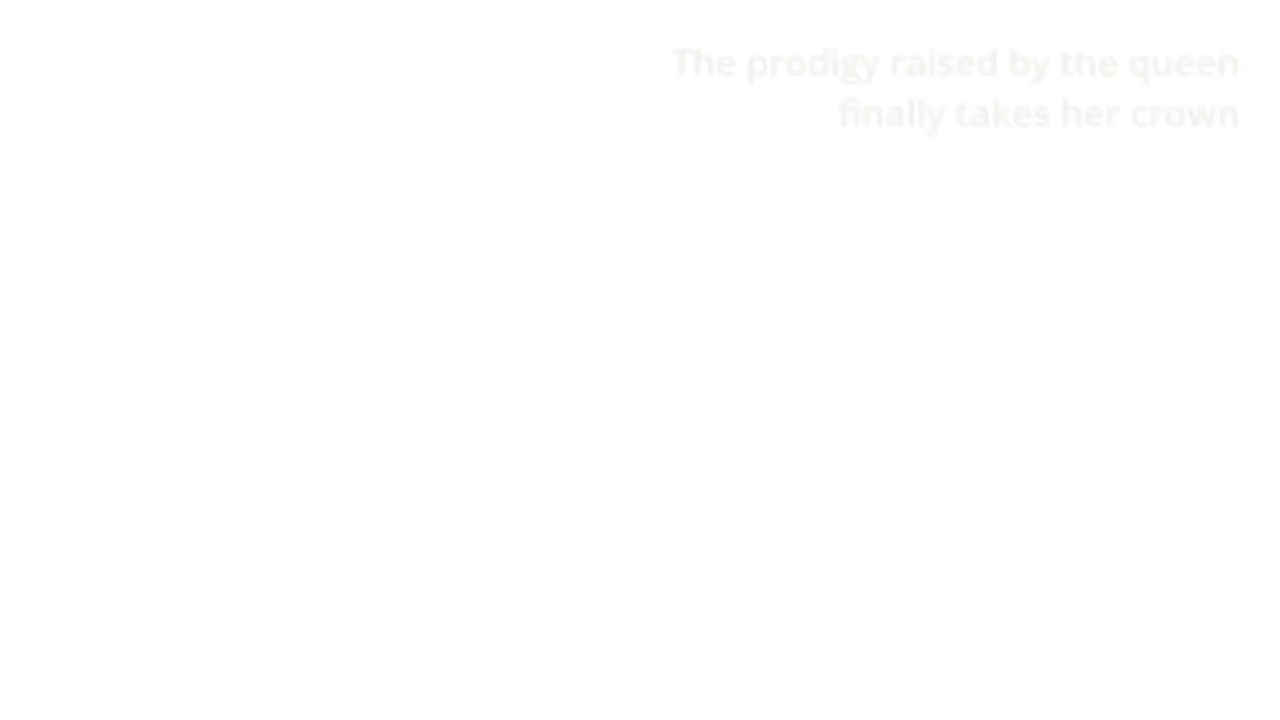 The prodigy raised by the queen
finally takes her crown